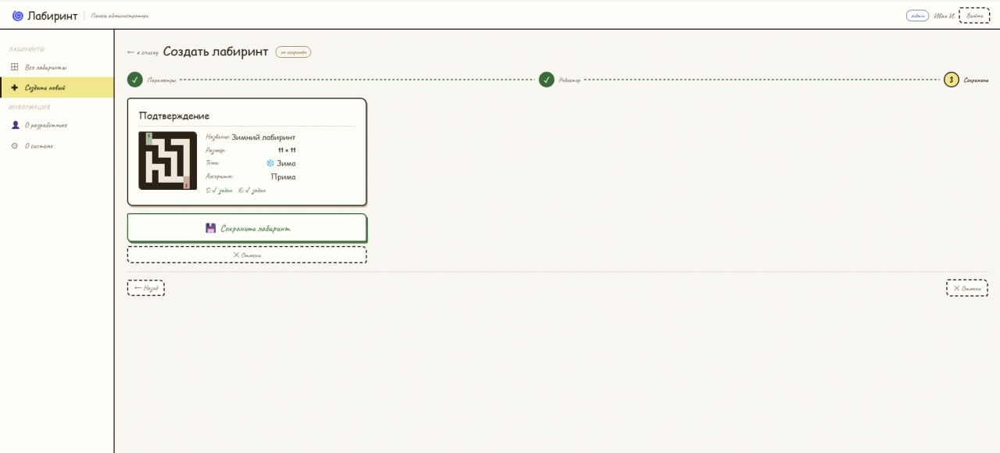 Лабиринт
Панель администратора
admin
Иван И.
Выйти
ЛАБИРИНТЫ
Все лабиринты
Создать новый
ИНФОРМАЦИЯ
О разработчике
О системе
← к списку
Создать лабиринт
не сохранён
✓ Параметры
✓ Редактор
3 Сохранить
Подтверждение
Название: Зимний лабиринт
Размер: 11 × 11
Тема: ❄ Зима
Алгоритм: Прима
S: ✓ задан E: ✓ задан
Сохранить лабиринт
✕ Отмена
← Назад
✕ Отмена